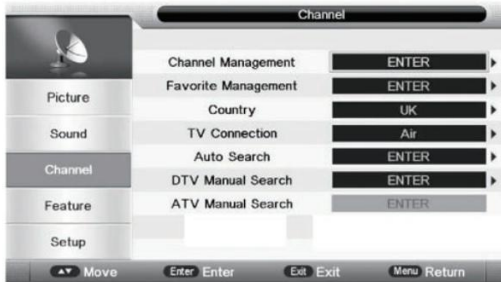 Channel
Channel Management ENTER
Favorite Management ENTER
Country UK
TV Connection Air
Auto Search ENTER
DTV Manual Search ENTER
ATV Manual Search ENTER
Picture
Sound
Channel
Feature
Setup
Move Enter Enter Exit Exit Menu Return